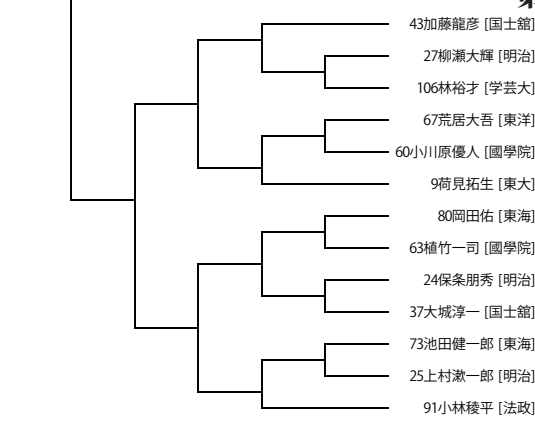 43加藤龍彦 [国士舘]
27柳瀬大輝 [明治]
106林裕才 [学芸大]
67荒居大吾 [東洋]
60小川原優人 [國學院]
9荷見拓生 [東大]
80岡田佑 [東海]
63植竹一司 [國學院]
24保条朋秀 [明治]
37大城淳一 [国士舘]
73池田健一郎 [東海]
25上村漱一郎 [明治]
91小林稜平 [法政]